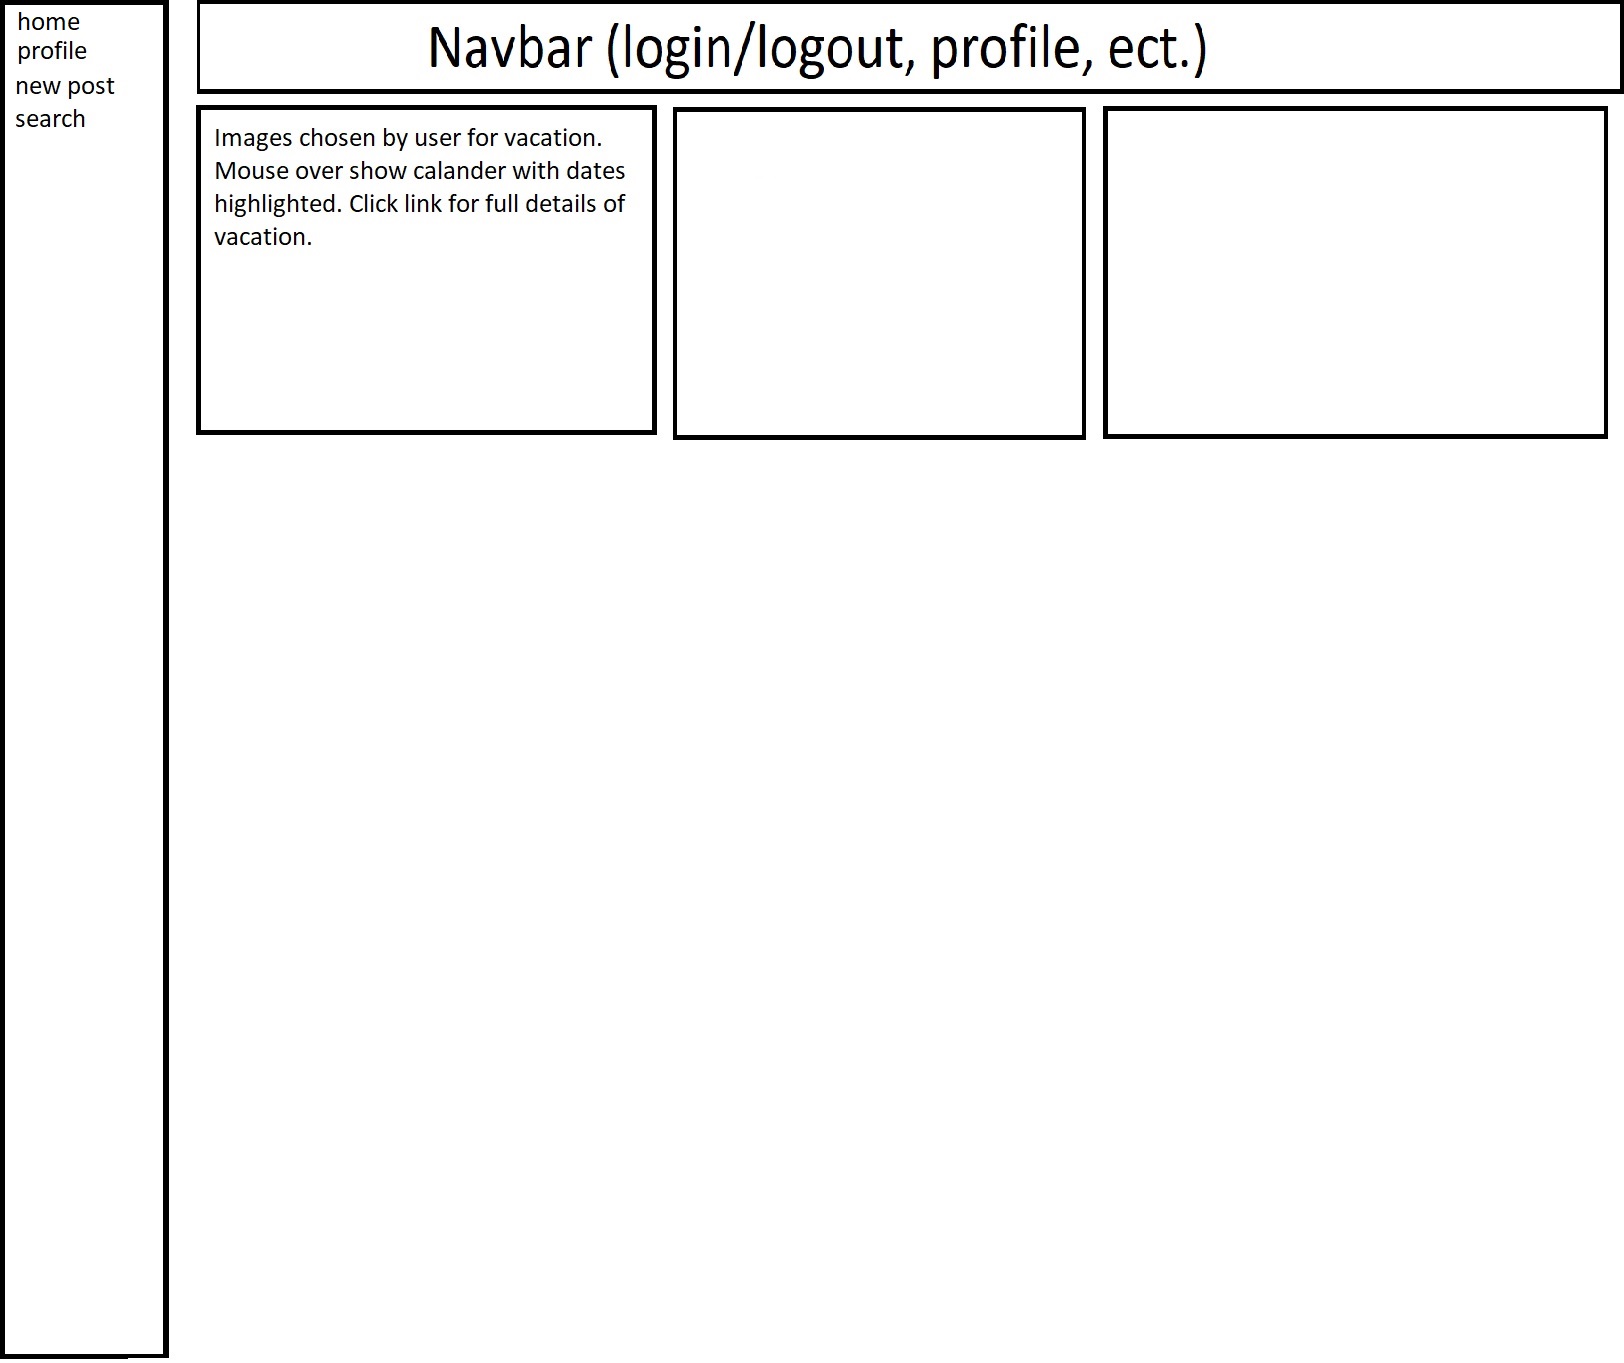 home
profile
new post
search
Navbar (login/logout, profile, ect.)
Images chosen by user for vacation.
Mouse over show calander with dates
highlighted. Click link for full details of
vacation.